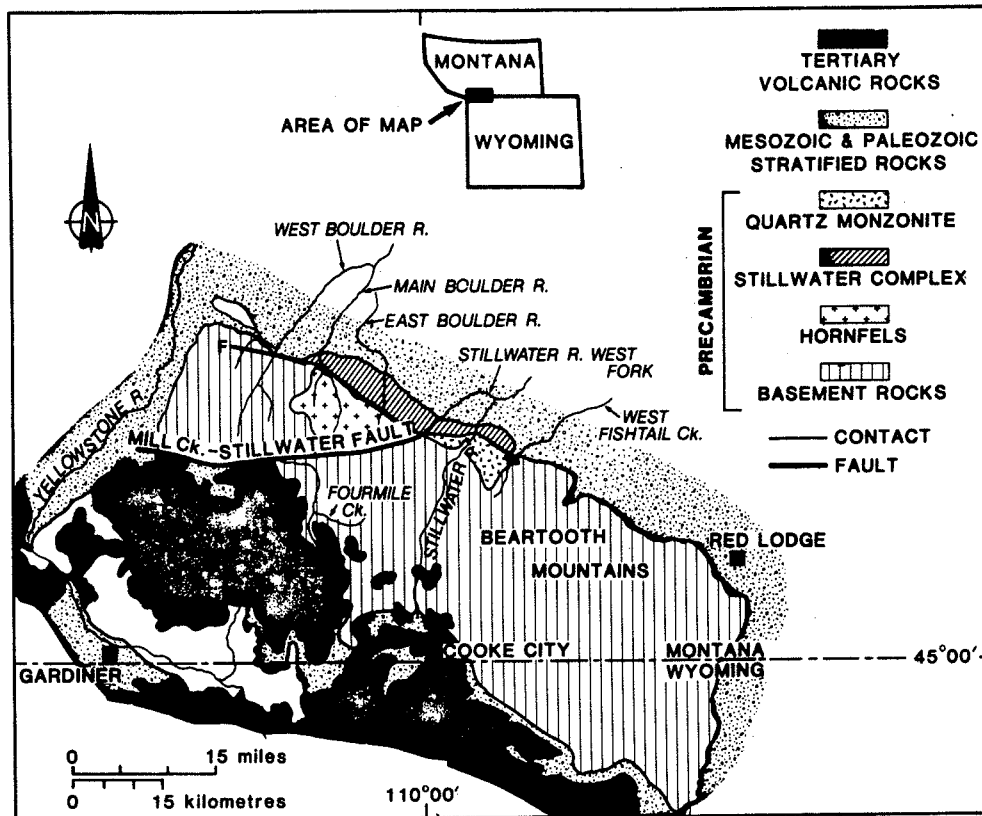 MONTANA
AREA OF MAP
WYOMING
TERTIARY
VOLCANIC ROCKS
MESOZOIC & PALEOZOIC
STRATIFIED ROCKS
PRECAMBRIAN
QUARTZ MONZONITE
STILLWATER COMPLEX
HORNFELS
BASEMENT ROCKS
CONTACT
FAULT
N
WEST BOULDER R.
MAIN BOULDER R.
EAST BOULDER R.
STILLWATER R. WEST
FORK
WEST
FISHTAIL Ck.
F
YELLOWSTONE R.
MILL Ck.-STILLWATER FAULT
FOURMILE
Ck.
STILLWATER R.
BEARTOOTH
MOUNTAINS
RED LODGE
COOKE CITY
MONTANA
WYOMING
45°00'
GARDINER
0 15 miles
0 15 kilometres
110°00'